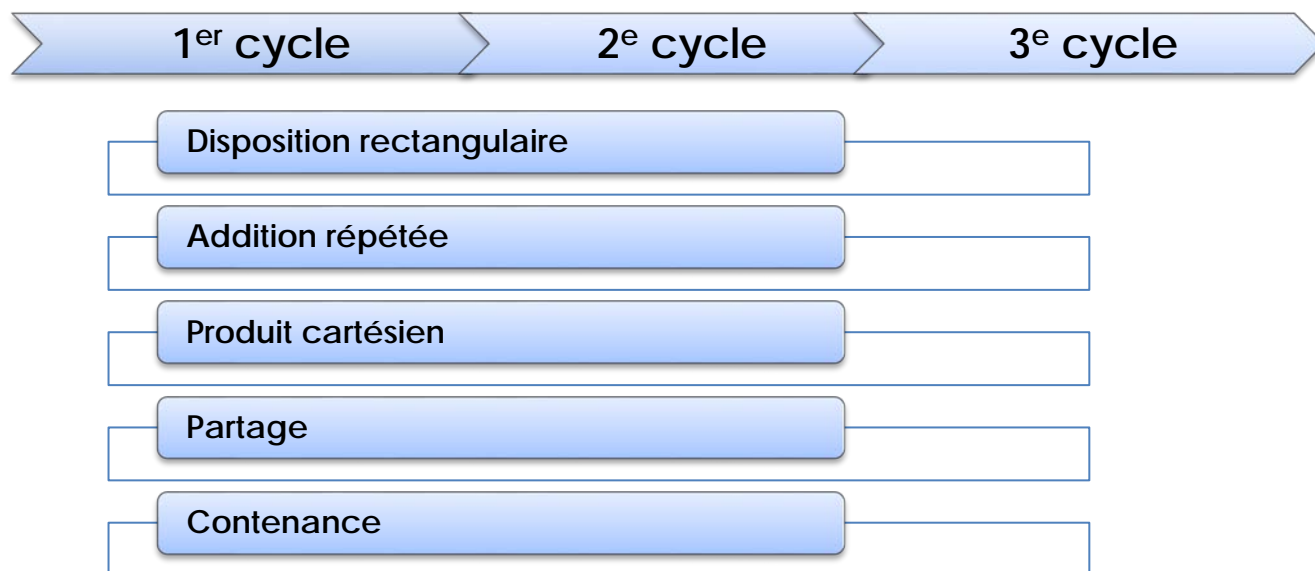 1er cycle 2e cycle 3e cycle
Disposition rectangulaire
Addition répétée
Produit cartésien
Partage
Contenance